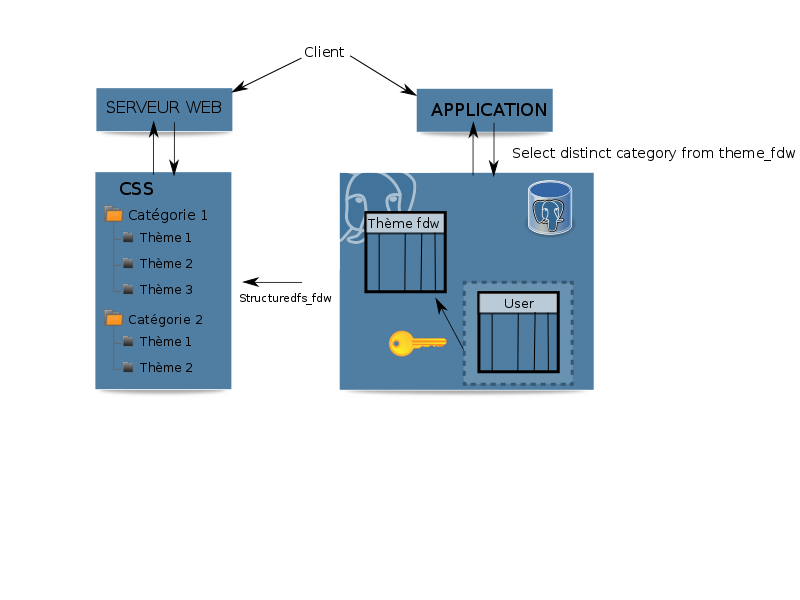 Client
SERVEUR WEB
APPLICATION
Select distinct category from theme_fdw
CSS
Catégorie 1
Thème 1
Thème 2
Thème 3
Catégorie 2
Thème 1
Thème 2
Structuredfs_fdw
Thème fdw
User